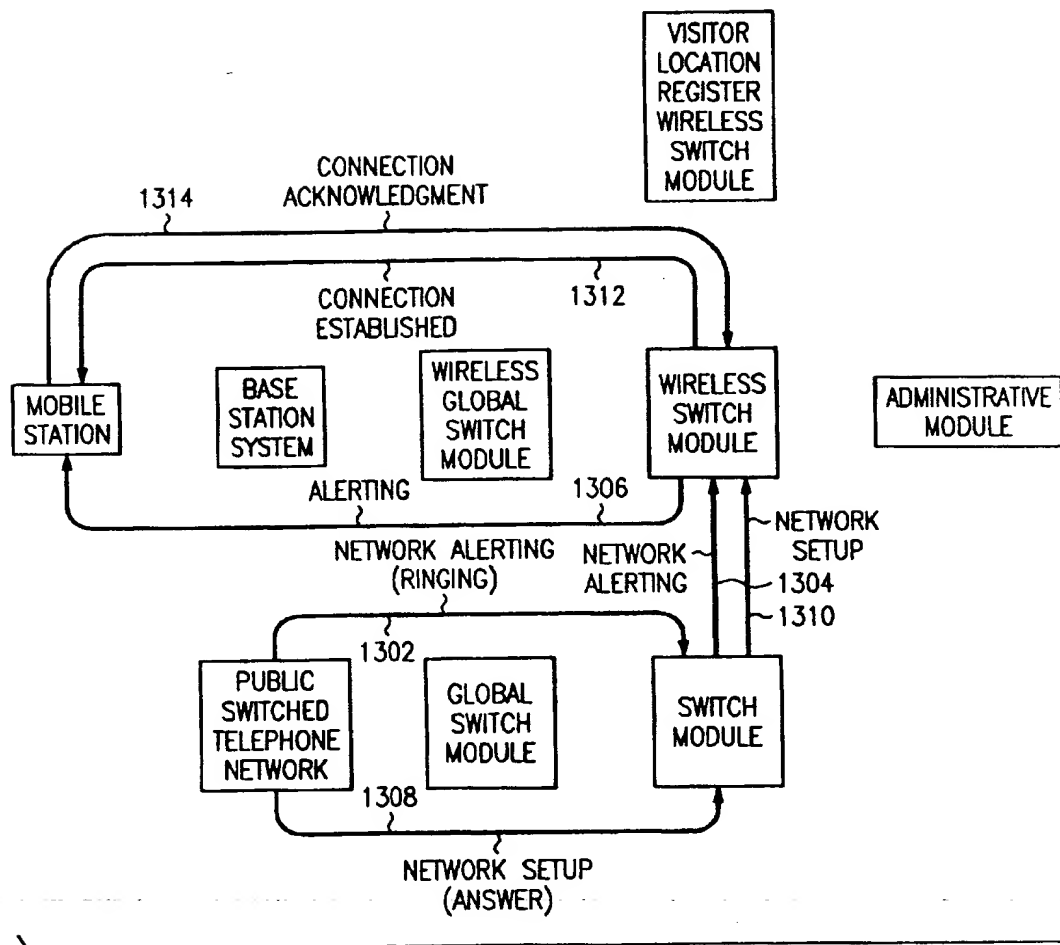 VISITOR
LOCATION
REGISTER
WIRELESS
SWITCH
MODULE
CONNECTION
ACKNOWLEDGMENT
1314
1312
CONNECTION
ESTABLISHED
MOBILE
STATION
BASE
STATION
SYSTEM
WIRELESS
GLOBAL
SWITCH
MODULE
WIRELESS
SWITCH
MODULE
ADMINISTRATIVE
MODULE
ALERTING
1306
NETWORK ALERTING
(RINGING)
NETWORK
ALERTING
NETWORK
SETUP
1304
1310
1302
PUBLIC
SWITCHED
TELEPHONE
NETWORK
GLOBAL
SWITCH
MODULE
SWITCH
MODULE
1308
NETWORK SETUP
(ANSWER)